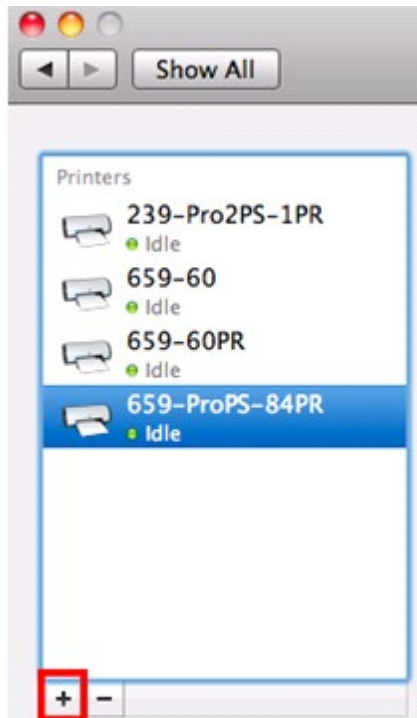 Show All
Printers
239-Pro2PS-1PR
Idle
659-60
Idle
659-60PR
Idle
659-ProPS-84PR
Idle
+ −